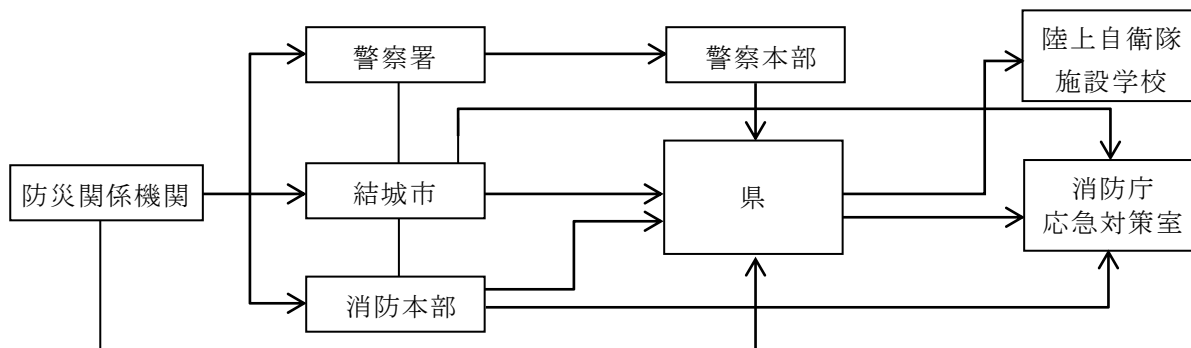 警察署
警察本部
陸上自衛隊
施設学校
防災関係機関
結城市
県
消防庁
応急対策室
消防本部